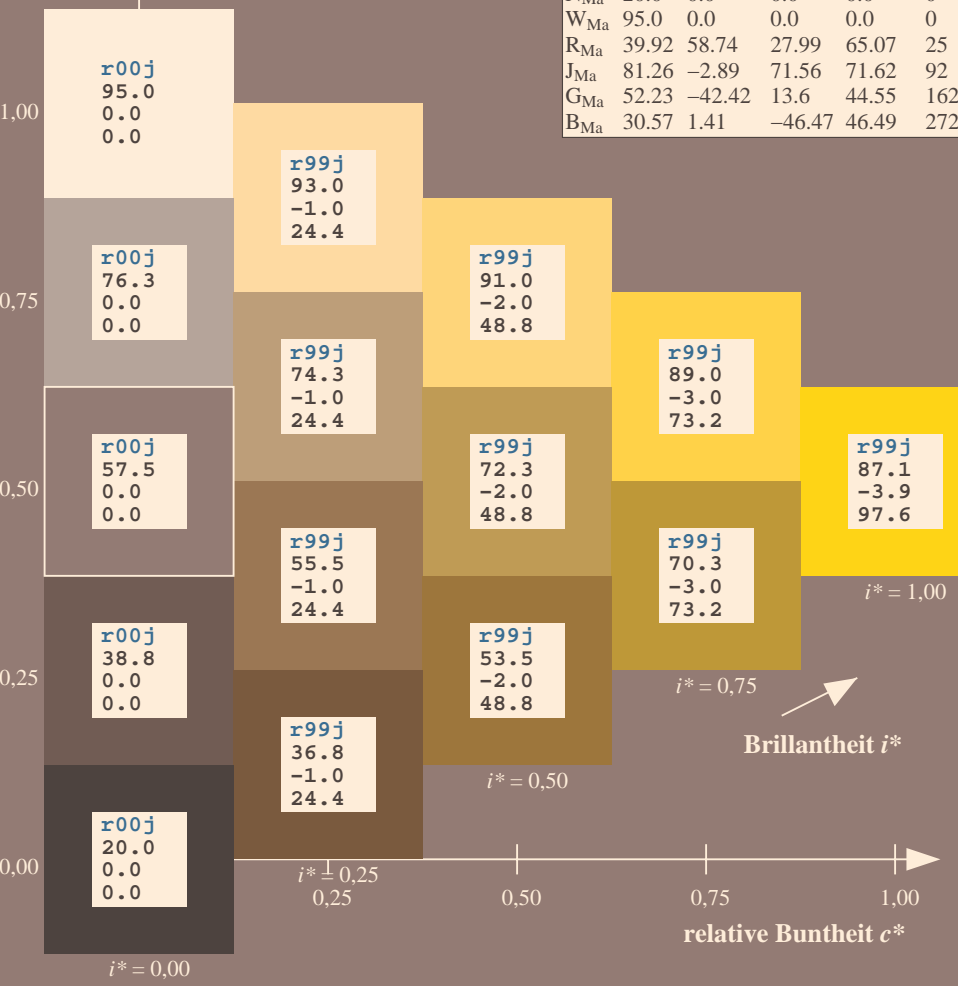 W_Ma 95.0 0.0 0.0 0.0 0
R_Ma 39.92 58.74 27.99 65.07 25
J_Ma 81.26 −2.89 71.56 71.62 92
G_Ma 52.23 −42.42 13.6 44.55 162
B_Ma 30.57 1.41 −46.47 46.49 272
r00j
95.0
0.0
0.0
1,00
r99j
93.0
−1.0
24.4
r00j
76.3
0.0
0.0
r99j
91.0
−2.0
48.8
0,75
r99j
74.3
−1.0
24.4
r99j
89.0
−3.0
73.2
r00j
57.5
0.0
0.0
r99j
72.3
−2.0
48.8
r99j
87.1
−3.9
97.6
0,50
r99j
55.5
−1.0
24.4
r99j
70.3
−3.0
73.2
i* = 1,00
r00j
38.8
0.0
0.0
r99j
53.5
−2.0
48.8
0,25
i* = 0,75
r99j
36.8
−1.0
24.4
Brillantheit i*
i* = 0,50
r00j
20.0
0.0
0.0
0,00
i* = 0,25
0,25 0,50 0,75 1,00
relative Buntheit c*
i* = 0,00